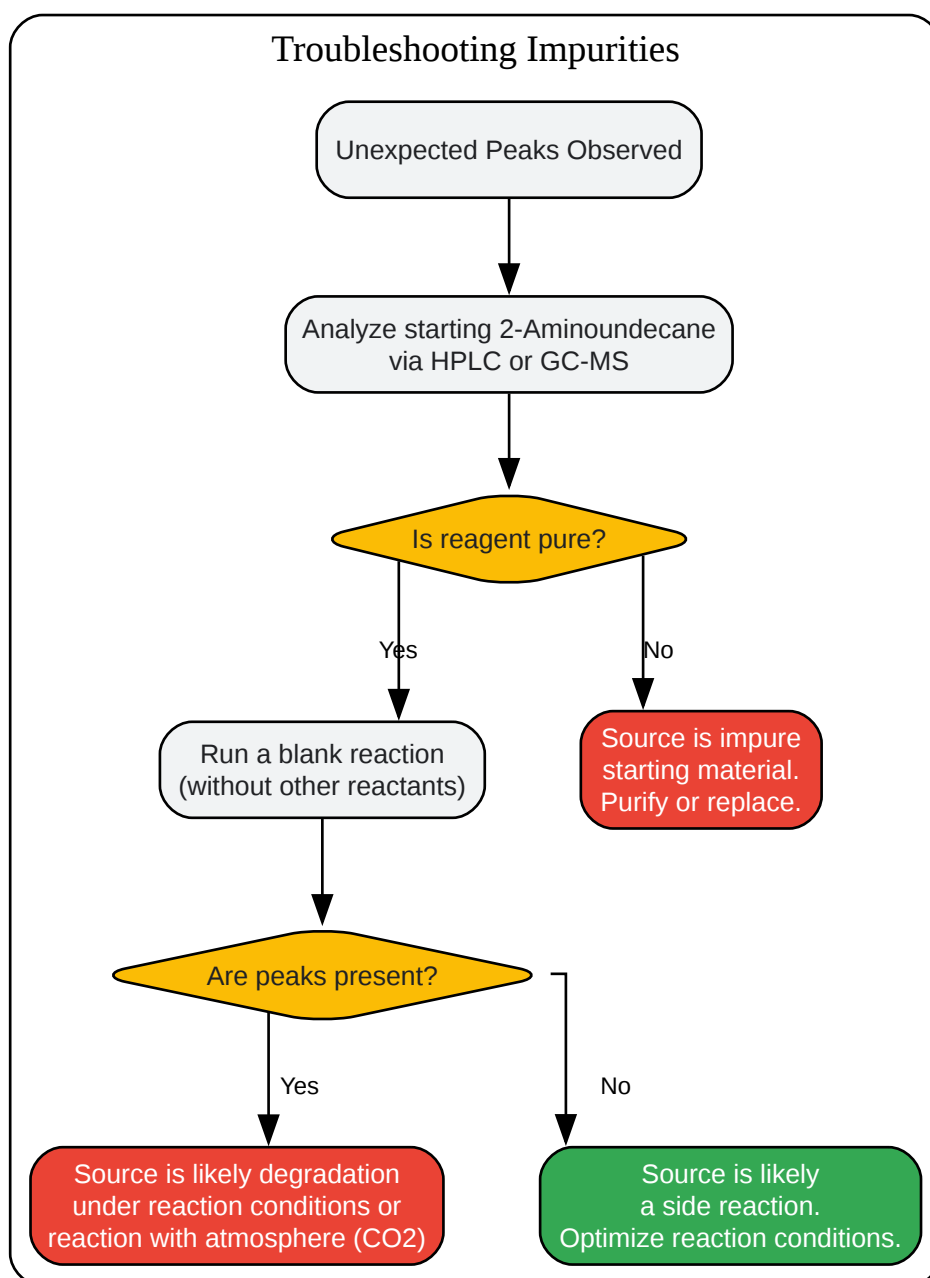 Troubleshooting Impurities
Unexpected Peaks Observed
Analyze starting 2-Aminoundecane
via HPLC or GC-MS
Is reagent pure?
Yes
No
Run a blank reaction
(without other reactants)
Source is impure
starting material.
Purify or replace.
Are peaks present?
Yes
No
Source is likely degradation
under reaction conditions or
reaction with atmosphere (CO2)
Source is likely
a side reaction.
Optimize reaction conditions.